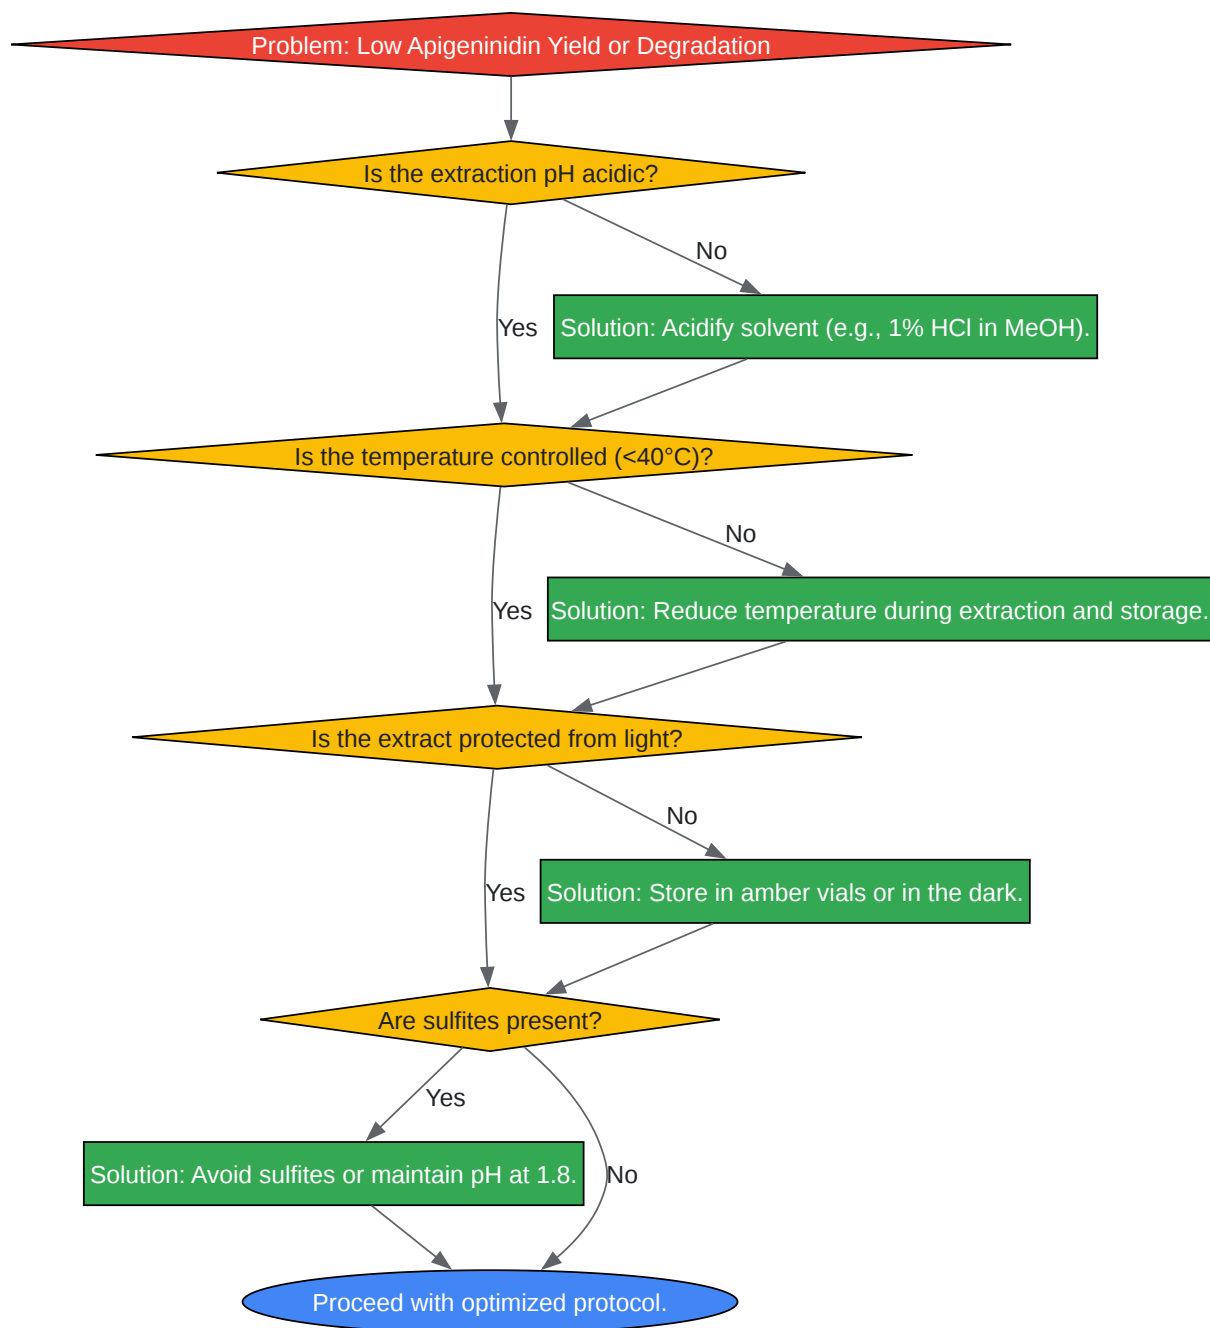 Problem: Low Apigeninidin Yield or Degradation
Is the extraction pH acidic?
No
Yes
Solution: Acidify solvent (e.g., 1% HCl in MeOH).
Is the temperature controlled (<40°C)?
No
Yes
Solution: Reduce temperature during extraction and storage.
Is the extract protected from light?
No
Yes
Solution: Store in amber vials or in the dark.
Are sulfites present?
Yes
Solution: Avoid sulfites or maintain pH at 1.8.
No
Proceed with optimized protocol.